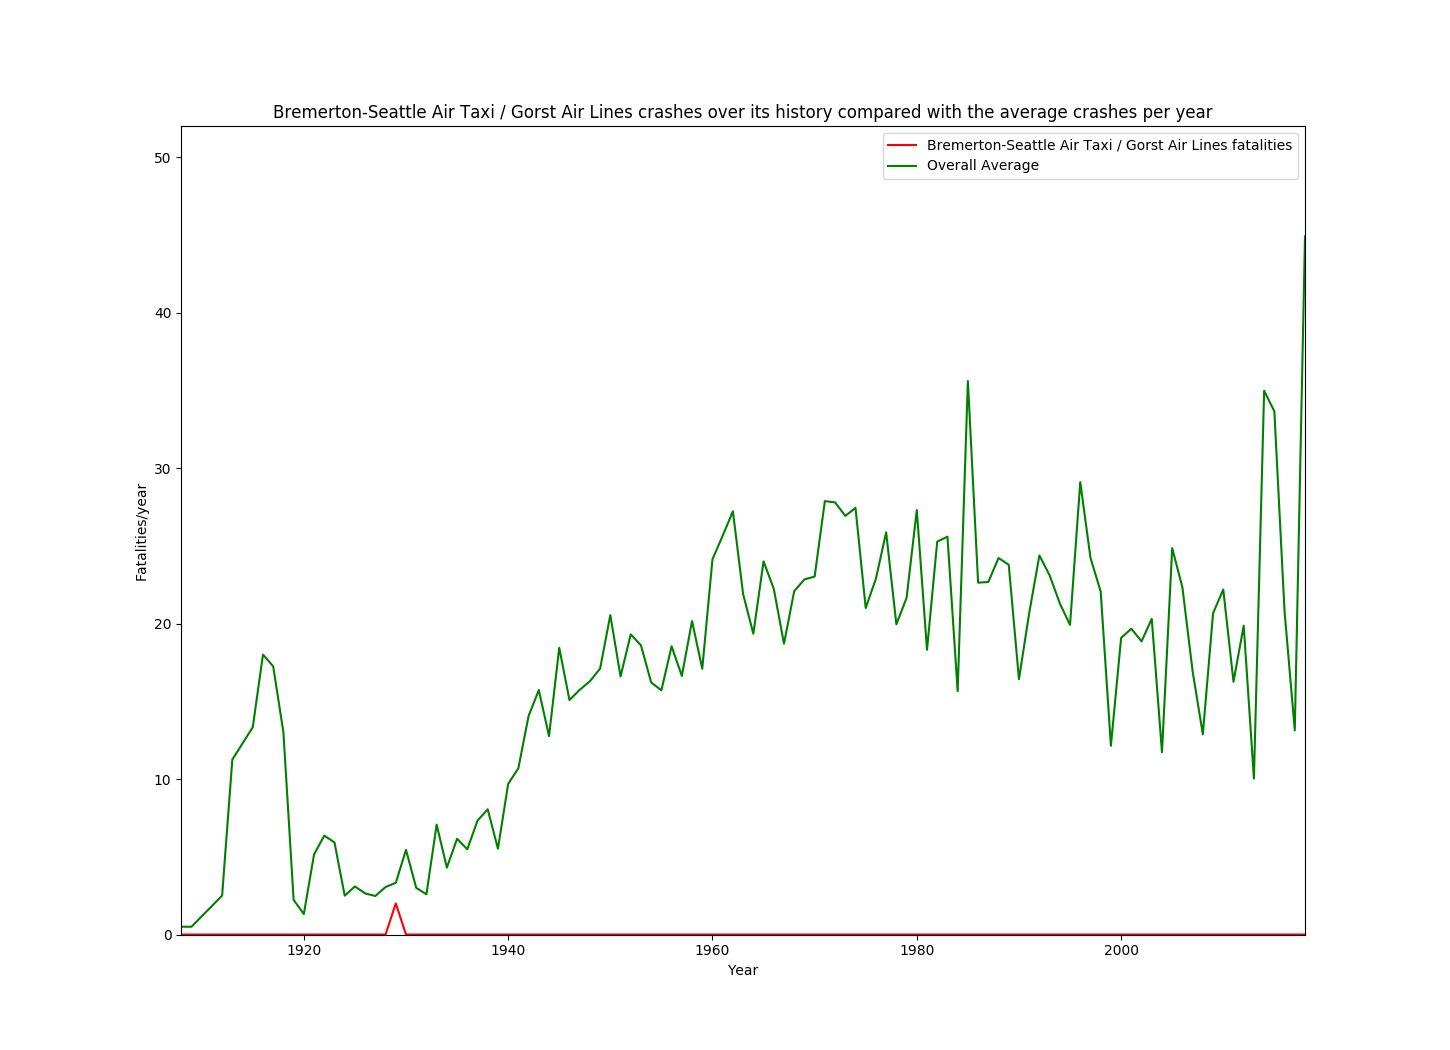 Bremerton-Seattle Air Taxi / Gorst Air Lines crashes over its history compared with the average crashes per year
Bremerton-Seattle Air Taxi / Gorst Air Lines fatalities
Overall Average
50
40
30
20
10
0
Fatalities/year
1920
1940
1960
1980
2000
Year